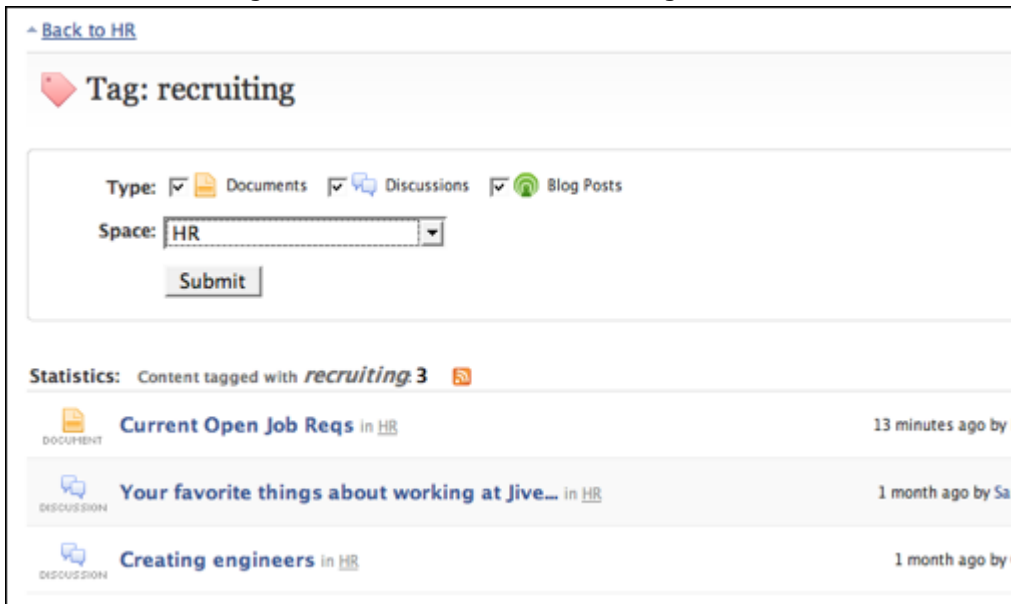 Back to HR
Tag: recruiting
Type: Documents Discussions Blog Posts
Space: HR
Submit
Statistics: Content tagged with recruiting: 3
DOCUMENT Current Open Job Reqs in HR 13 minutes ago by
DISCUSSION Your favorite things about working at Jive... in HR 1 month ago by Sa
DISCUSSION Creating engineers in HR 1 month ago by